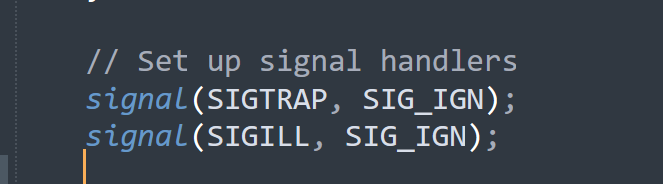 // Set up signal handlers
signal(SIGTRAP, SIG_IGN);
signal(SIGILL, SIG_IGN);